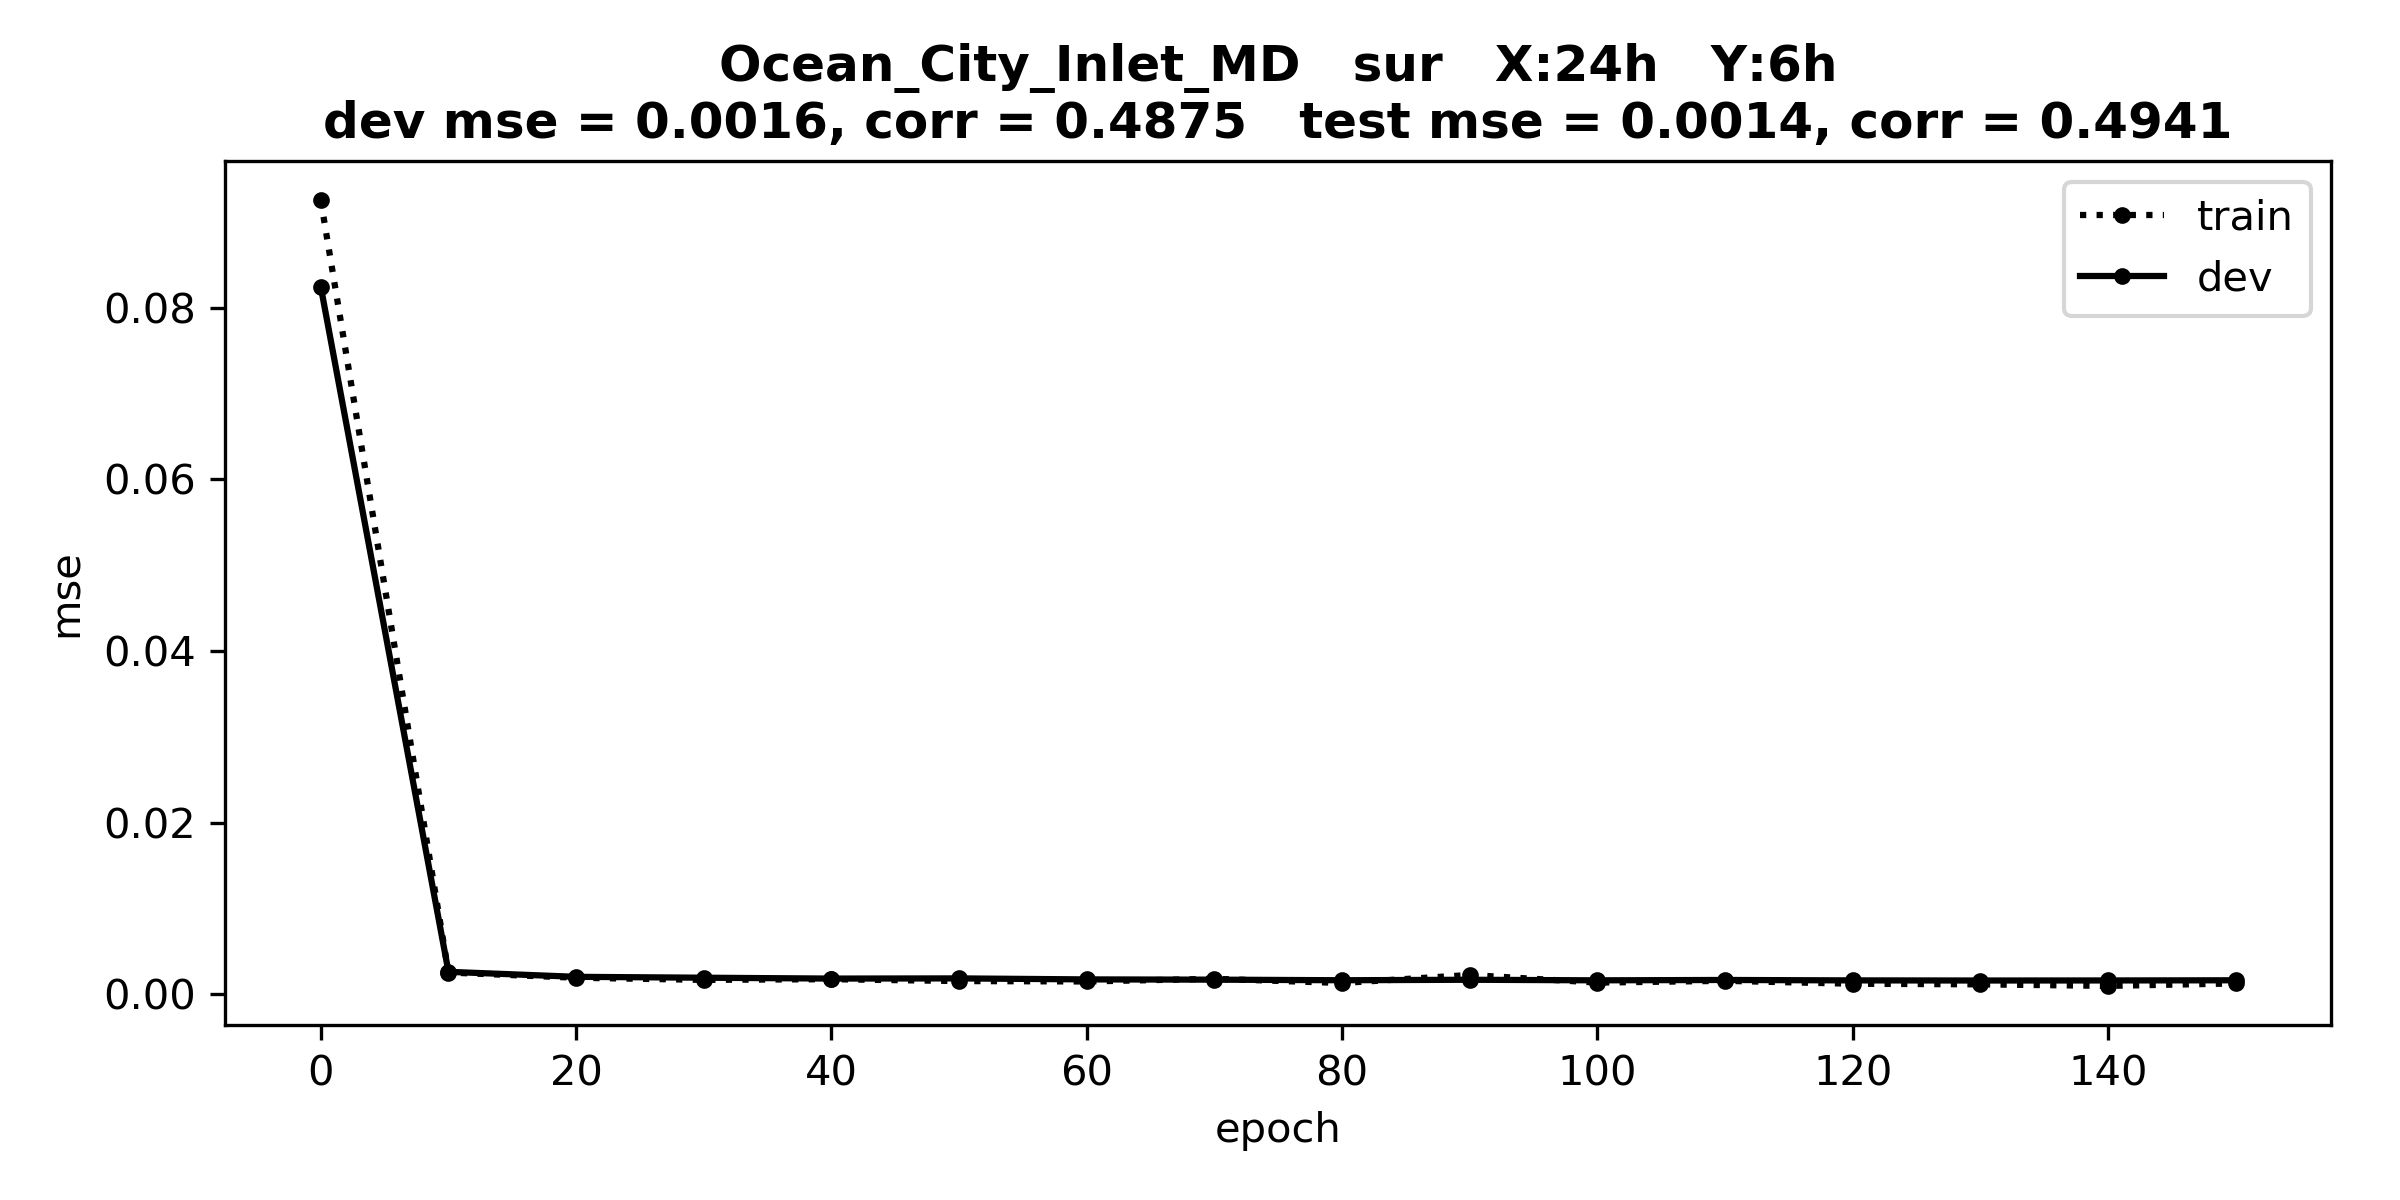 Ocean_City_Inlet_MD sur X:24h Y:6h
dev mse = 0.0016, corr = 0.4875 test mse = 0.0014, corr = 0.4941
train
dev
0.08
0.06
0.04
0.02
0.00
mse
0 20 40 60 80 100 120 140
epoch